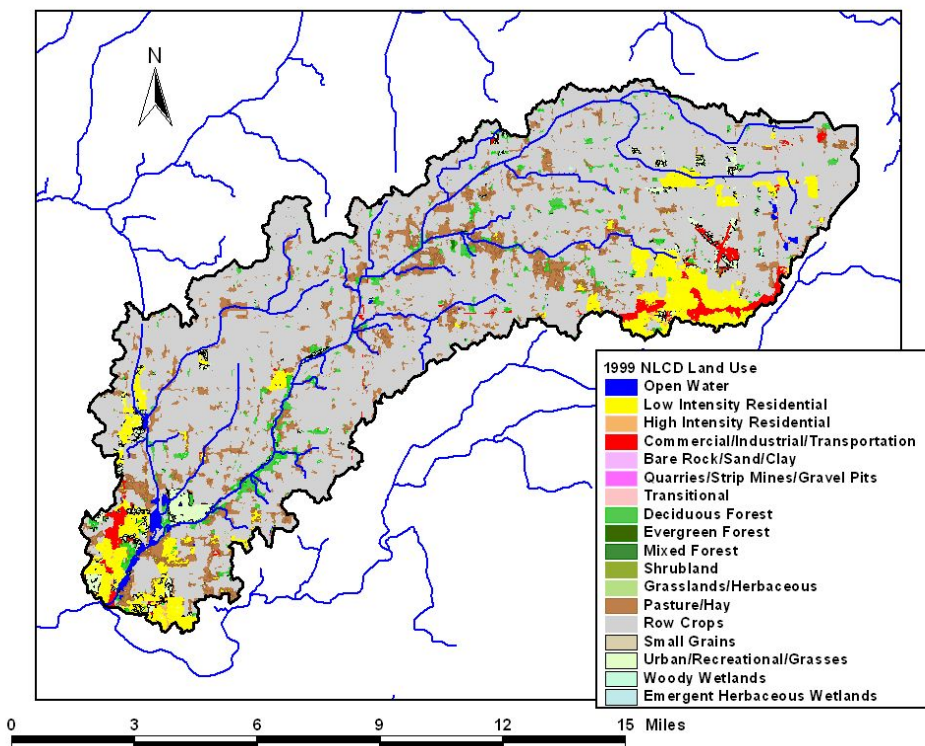 N
1999 NLCD Land Use
Open Water
Low Intensity Residential
High Intensity Residential
Commercial/Industrial/Transportation
Bare Rock/Sand/Clay
Quarries/Strip Mines/Gravel Pits
Transitional
Deciduous Forest
Evergreen Forest
Mixed Forest
Shrubland
Grasslands/Herbaceous
Pasture/Hay
Row Crops
Small Grains
Urban/Recreational/Grasses
Woody Wetlands
Emergent Herbaceous Wetlands
0 3 6 9 12 15 Miles